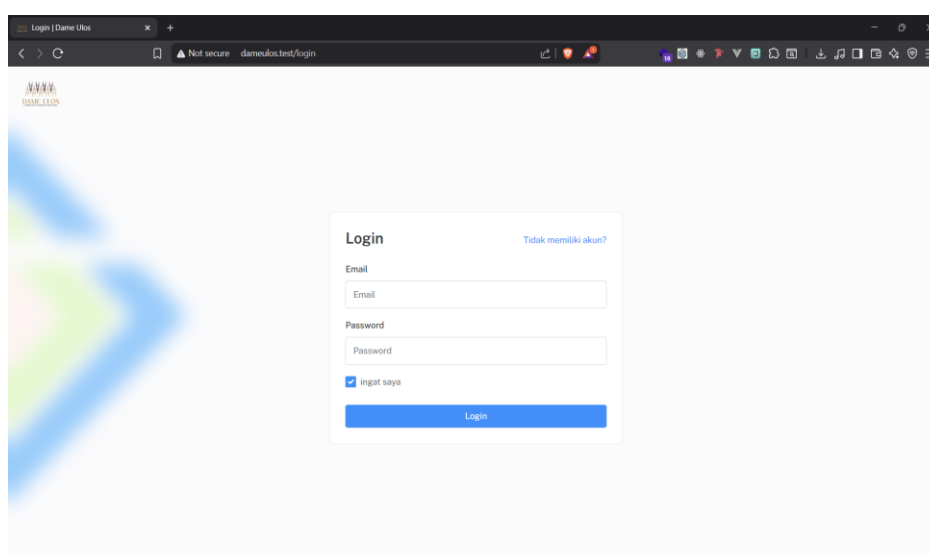 Login | Dame Ulos
Not secure dameulos.test/login
18
DAME ULOS
Login
Tidak memiliki akun?
Email
Email
Password
Password
ingat saya
Login